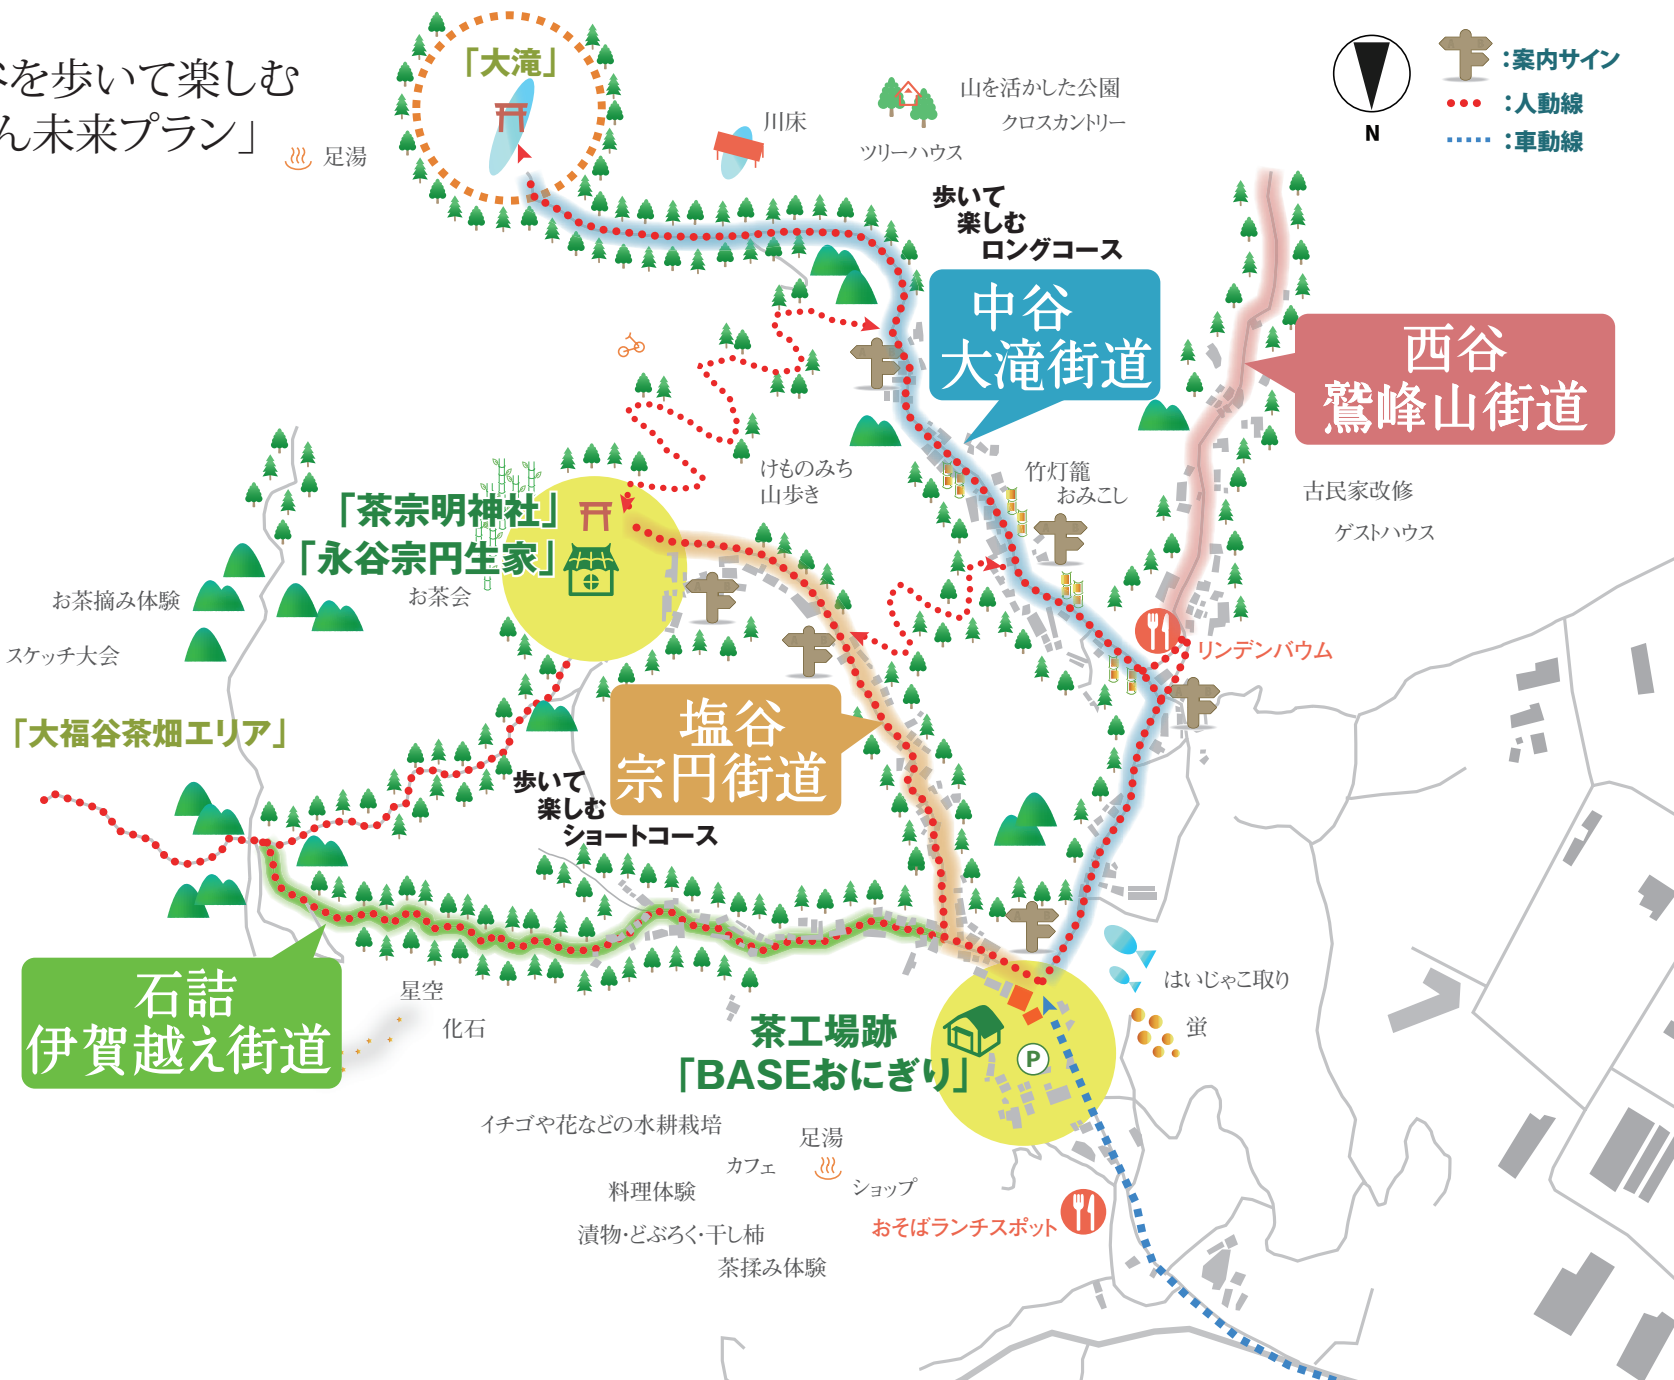 を歩いて楽しむ
ん未来プラン」
足湯
「大滝」
川床
山を活かした公園
クロスカントリー
ツリーハウス
：案内サイン
：人動線
：車動線
N
歩いて
楽しむ
ロングコース
中谷
大滝街道
西谷
鷲峰山街道
けものみち
山歩き
竹灯籠
おみこし
古民家改修
ゲストハウス
「茶宗明神社」
「永谷宗円生家」
お茶会
お茶摘み体験
スケッチ大会
リンデンバウム
「大福谷茶畑エリア」
塩谷
宗円街道
歩いて
楽しむ
ショートコース
石詰
伊賀越え街道
星空
化石
はいじゃこ取り
蛍
茶工場跡
「BASEおにぎり」
P
イチゴや花などの水耕栽培
足湯
カフェ
料理体験
ショップ
おそばランチスポット
漬物・どぶろく・干し柿
茶揉み体験